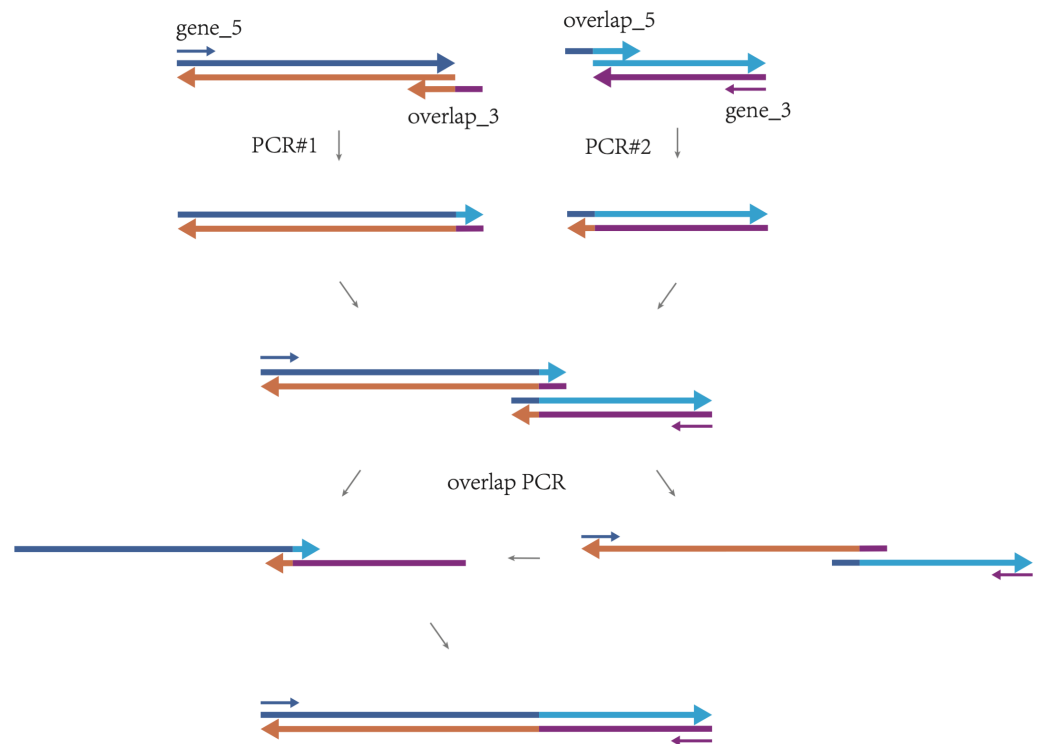 gene_5
overlap_5
overlap_3
gene_3
PCR#1
PCR#2
overlap PCR